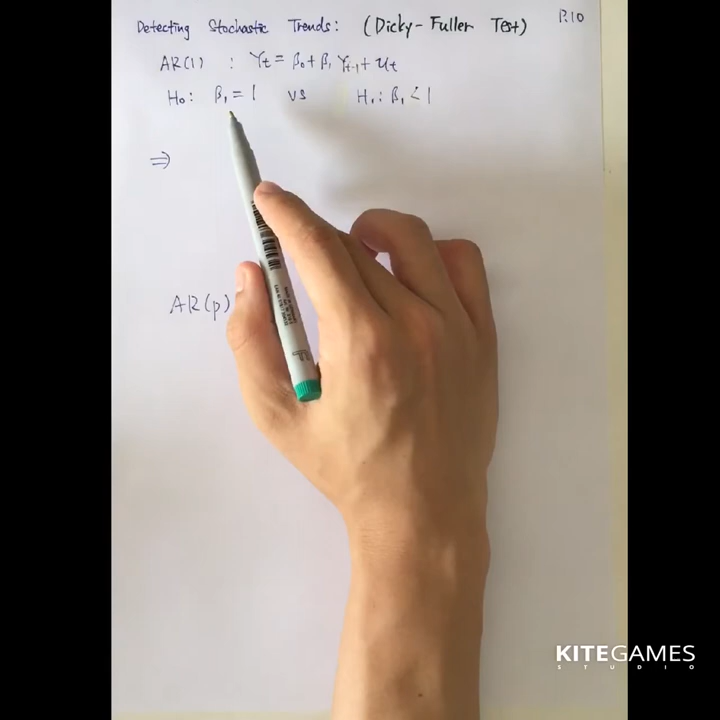 Detecting Stochastic Trends: (Dicky-Fuller Test) P.10
AR(1) : Yt = β0 + β1 Yt-1 + ut
H0: β1 = 1 vs H1: β1 < 1
⇒
AR(p)
KITEGAMES
STUDIO